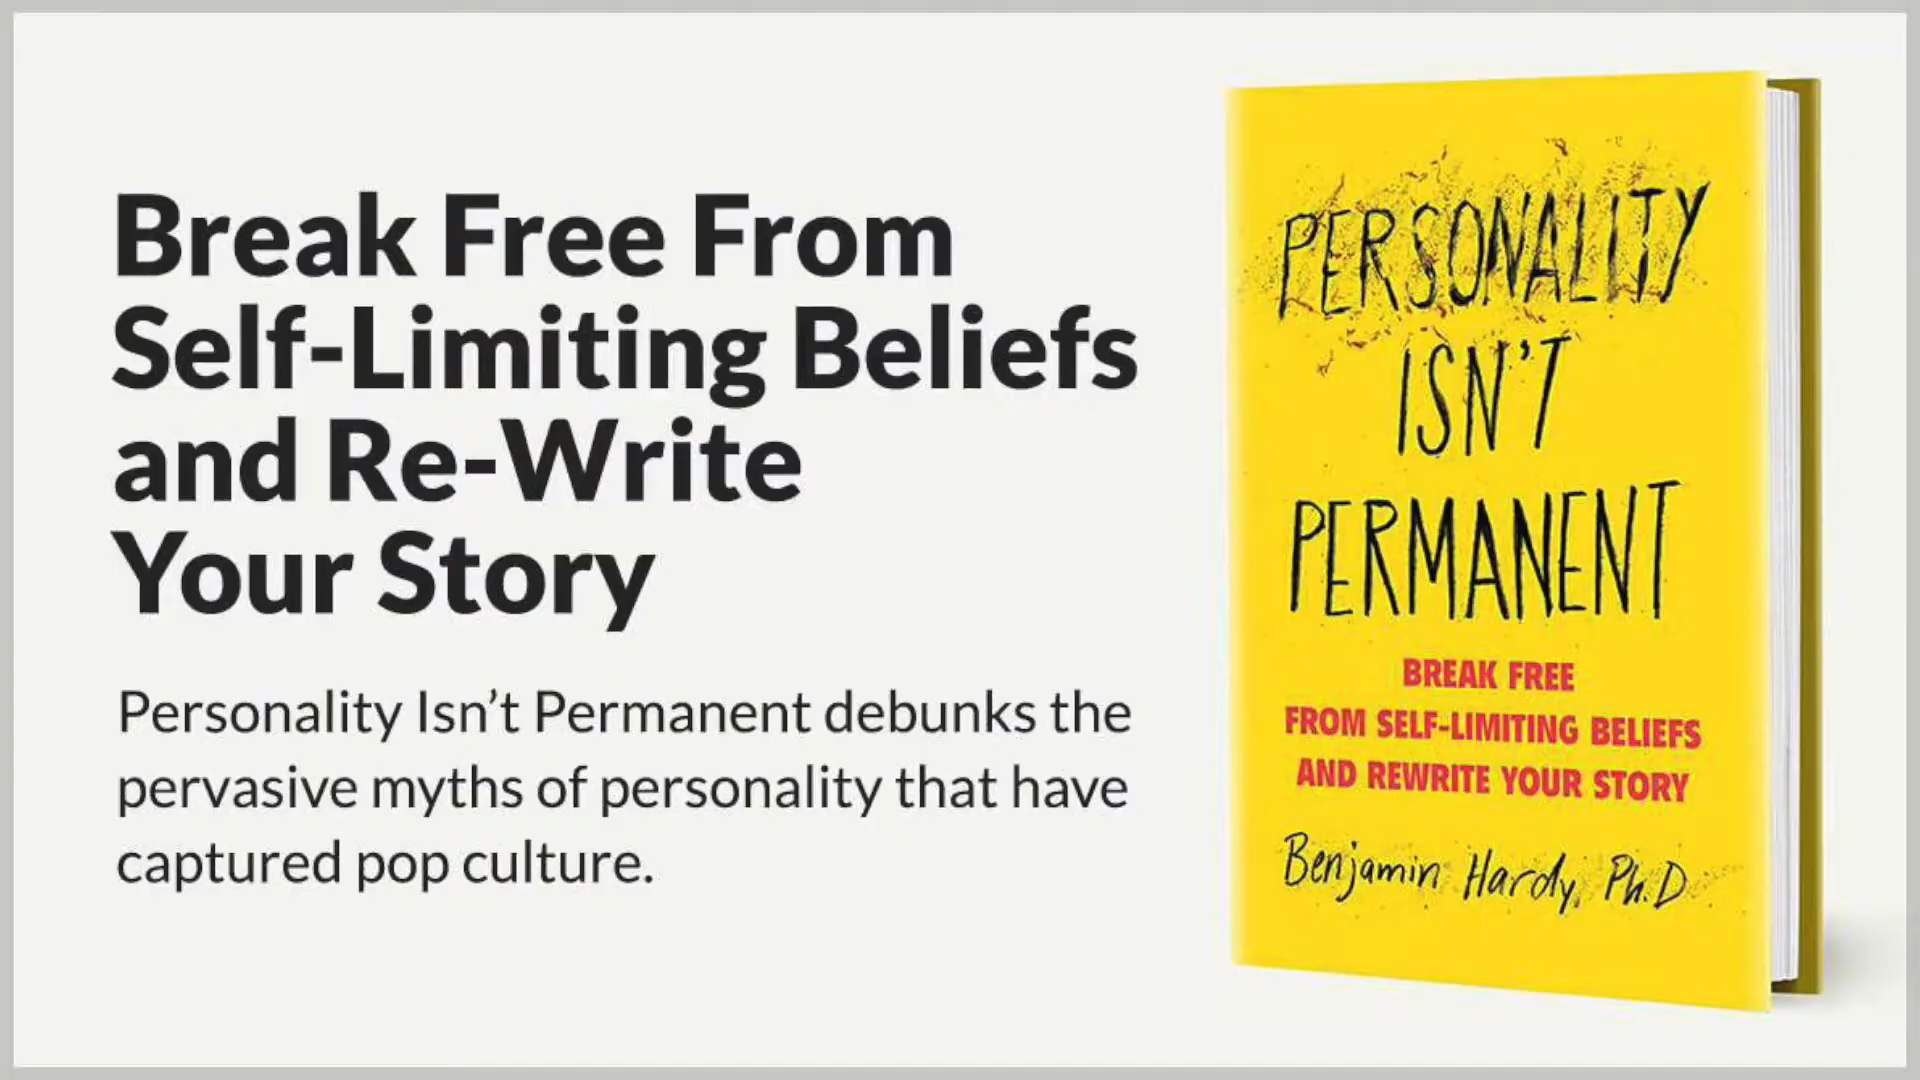 Break Free From
Self-Limiting Beliefs
and Re-Write
Your Story
Personality Isn’t Permanent debunks the
pervasive myths of personality that have
captured pop culture.
PERSONALITY
ISN’T
PERMANENT
BREAK FREE
FROM SELF-LIMITING BELIEFS
AND REWRITE YOUR STORY
Benjamin Hardy, Ph.D